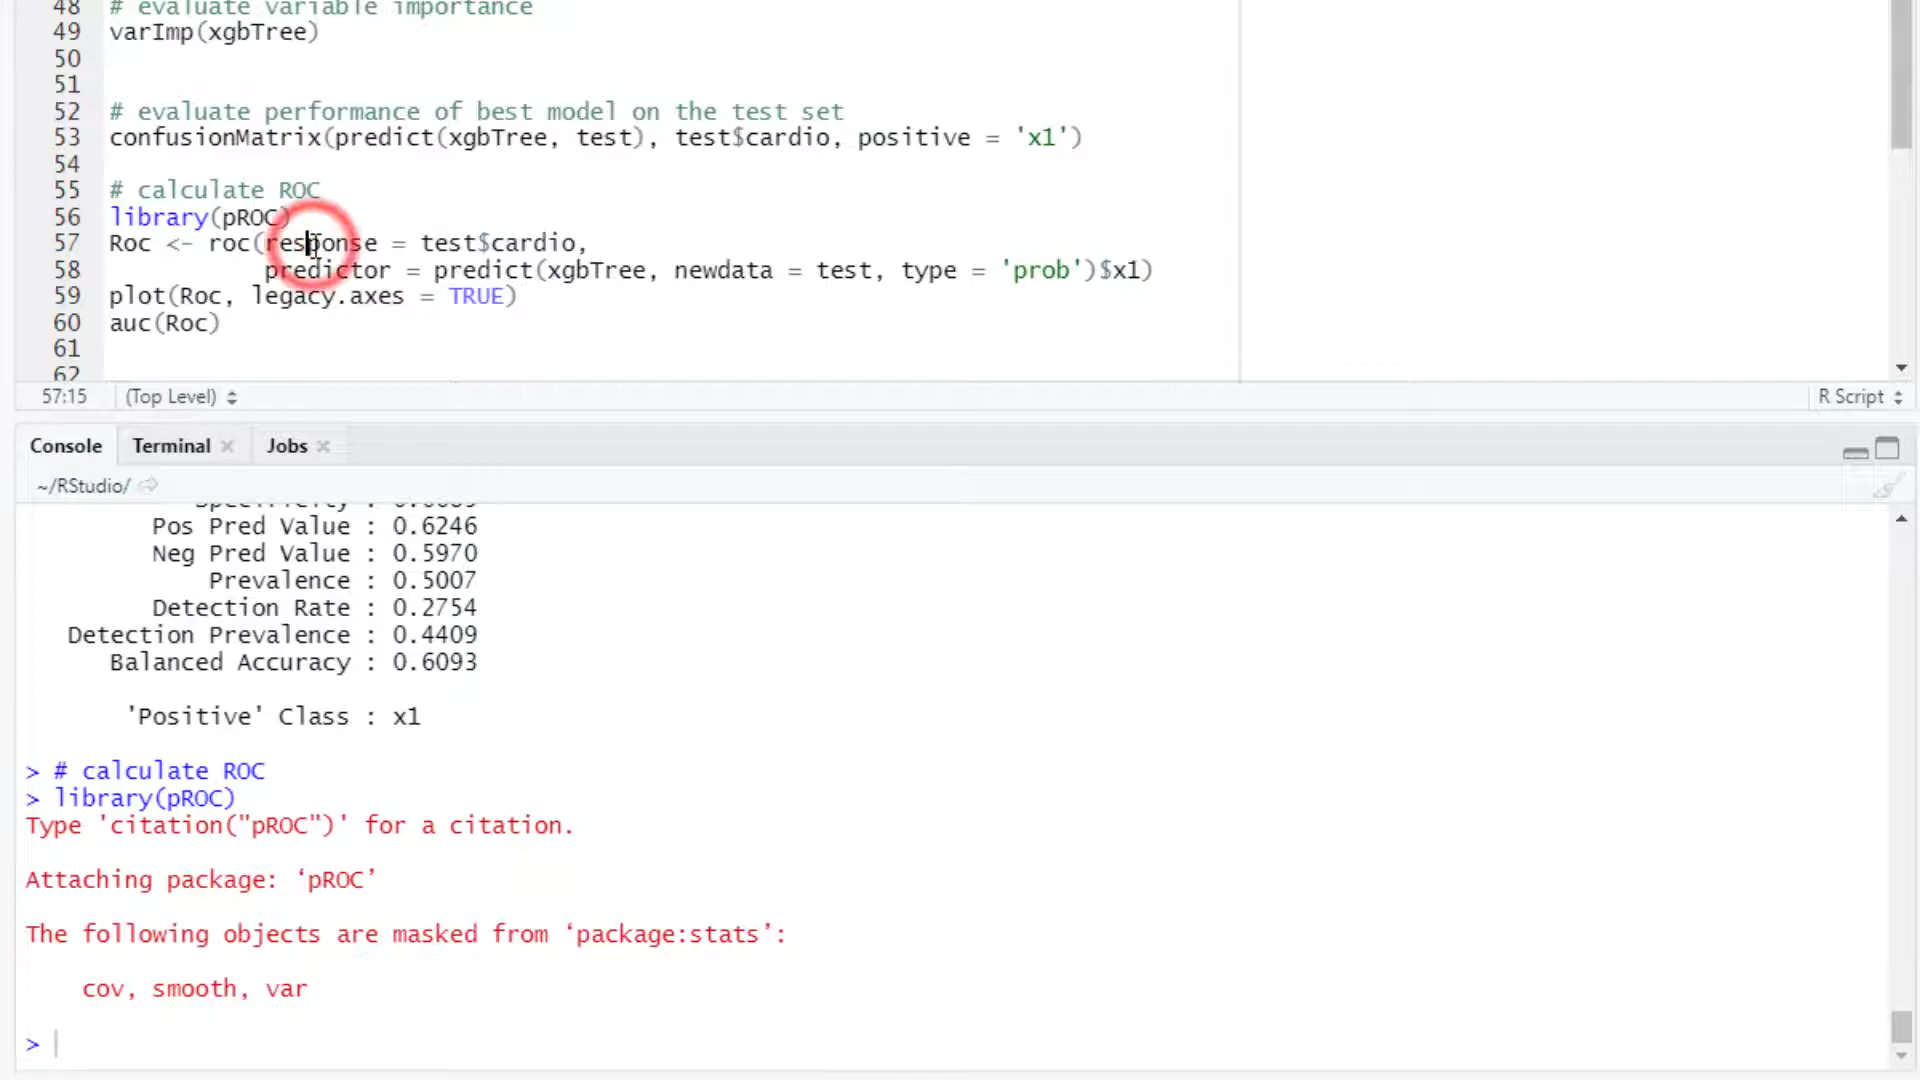 48 # evaluate variable importance
49 varImp(xgbTree)
50
51
52 # evaluate performance of best model on the test set
53 confusionMatrix(predict(xgbTree, test), test$cardio, positive = 'x1')
54
55 # calculate ROC
56 library(pROC)
57 Roc <- roc(response = test$cardio,
58 predictor = predict(xgbTree, newdata = test, type = 'prob')$x1)
59 plot(Roc, legacy.axes = TRUE)
60 auc(Roc)
61
62
57:15 (Top Level) R Script
Console Terminal Jobs
~/RStudio/
Pos Pred Value : 0.6246
Neg Pred Value : 0.5970
Prevalence : 0.5007
Detection Rate : 0.2754
Detection Prevalence : 0.4409
Balanced Accuracy : 0.6093
'Positive' Class : x1
> # calculate ROC
> library(pROC)
Type 'citation("pROC")' for a citation.
Attaching package: ‘pROC’
The following objects are masked from ‘package:stats’:
cov, smooth, var
>